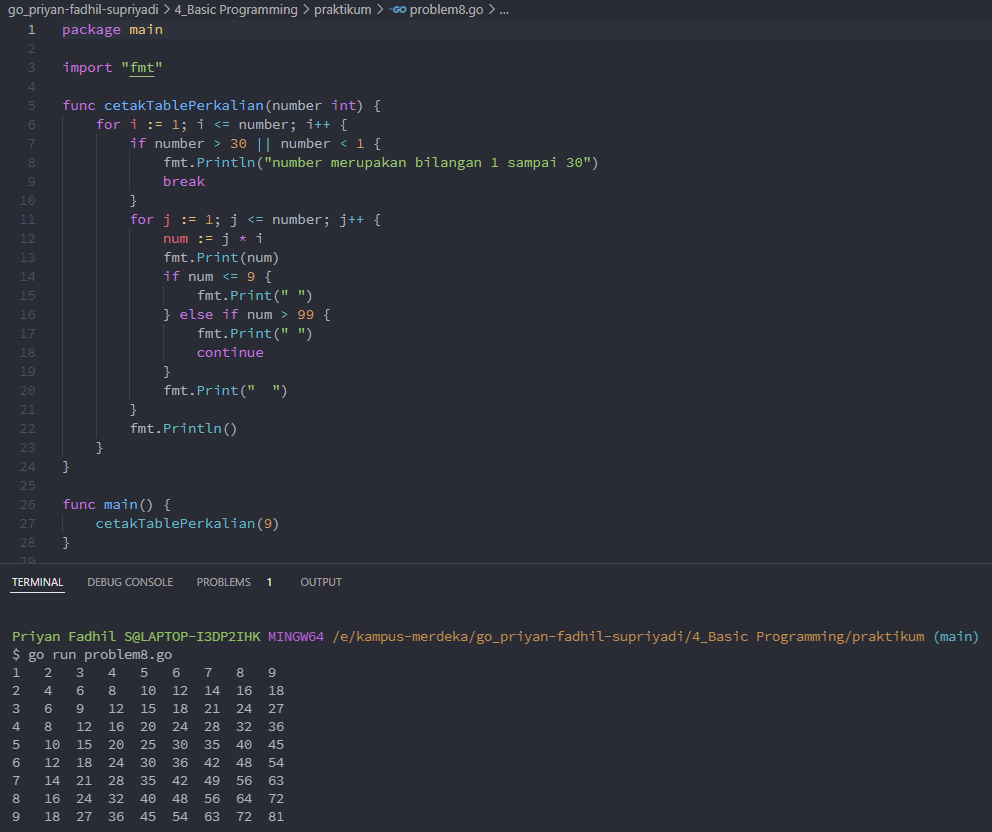 go_priyan-fadhil-supriyadi > 4_Basic Programming > praktikum > GO problem8.go > ...
1 package main
2
3 import "fmt"
4
5 func cetakTablePerkalian(number int) {
6     for i := 1; i <= number; i++ {
7         if number > 30 || number < 1 {
8             fmt.Println("number merupakan bilangan 1 sampai 30")
9             break
10         }
11         for j := 1; j <= number; j++ {
12             num := j * i
13             fmt.Print(num)
14             if num <= 9 {
15                 fmt.Print(" ")
16             } else if num > 99 {
17                 fmt.Print(" ")
18                 continue
19             }
20             fmt.Print("  ")
21         }
22         fmt.Println()
23     }
24 }
25
26 func main() {
27     cetakTablePerkalian(9)
28 }
29
TERMINAL DEBUG CONSOLE PROBLEMS 1 OUTPUT
Priyan Fadhil S@LAPTOP-I3DP2IHK MINGW64 /e/kampus-merdeka/go_priyan-fadhil-supriyadi/4_Basic Programming/praktikum (main)
$ go run problem8.go
1   2   3   4   5   6   7   8   9
2   4   6   8   10  12  14  16  18
3   6   9   12  15  18  21  24  27
4   8   12  16  20  24  28  32  36
5   10  15  20  25  30  35  40  45
6   12  18  24  30  36  42  48  54
7   14  21  28  35  42  49  56  63
8   16  24  32  40  48  56  64  72
9   18  27  36  45  54  63  72  81